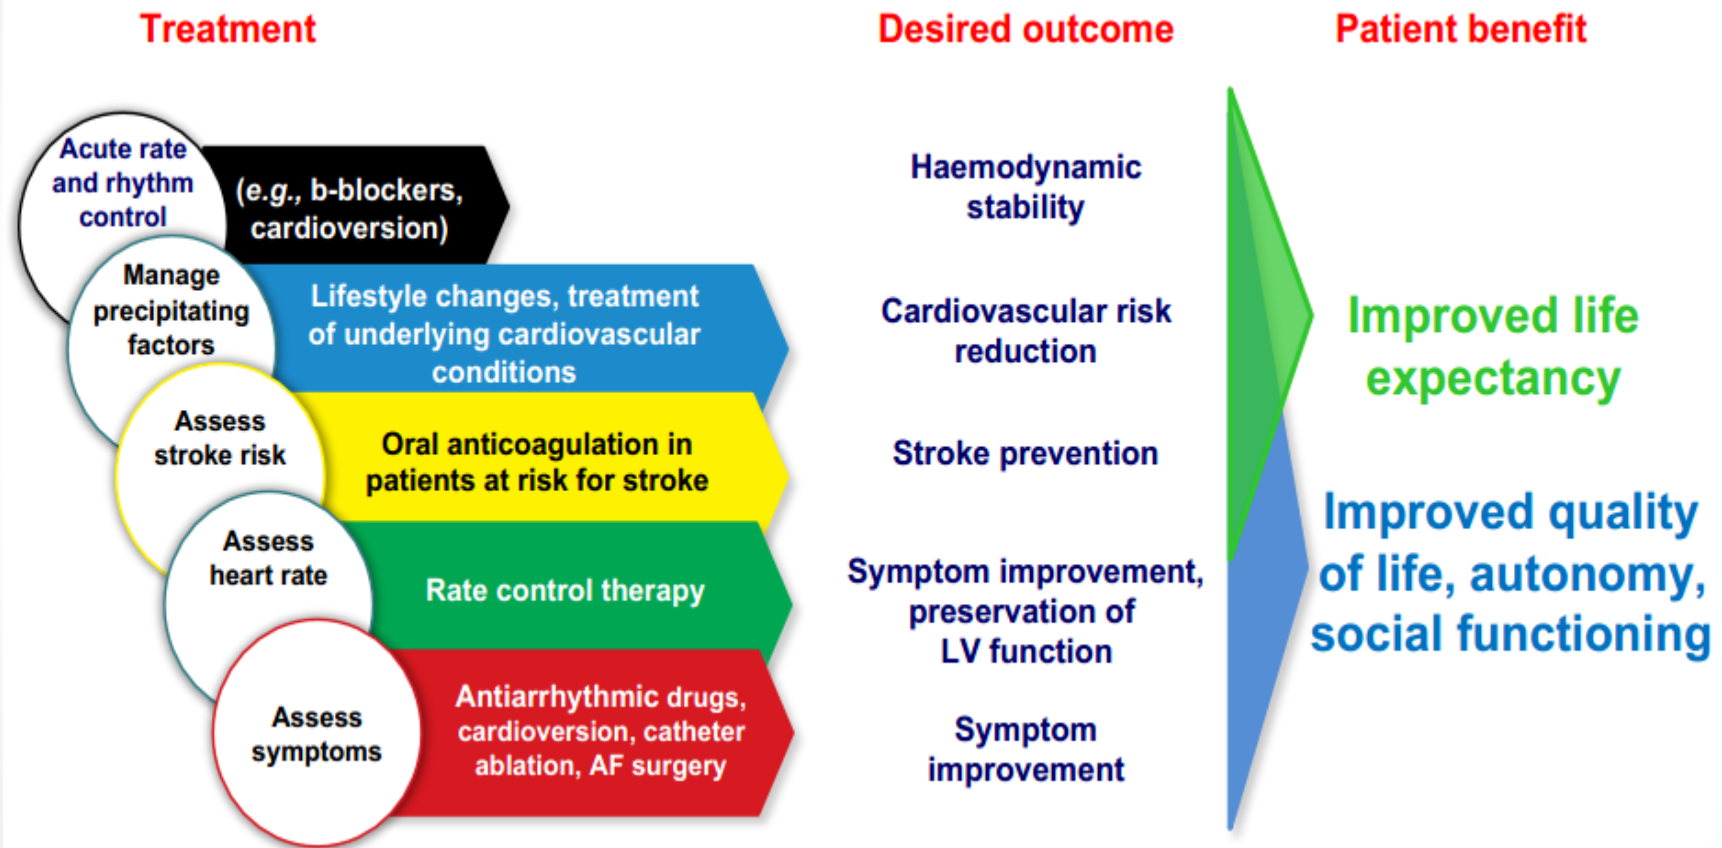 Treatment
Desired outcome
Patient benefit
Acute rate
and rhythm
control
(e.g., b-blockers,
cardioversion)
Haemodynamic
stability
Manage
precipitating
factors
Lifestyle changes, treatment
of underlying cardiovascular
conditions
Cardiovascular risk
reduction
Improved life
expectancy
Assess
stroke risk
Oral anticoagulation in
patients at risk for stroke
Stroke prevention
Assess
heart rate
Rate control therapy
Symptom improvement,
preservation of
LV function
Improved quality
of life, autonomy,
social functioning
Assess
symptoms
Antiarrhythmic drugs,
cardioversion, catheter
ablation, AF surgery
Symptom
improvement